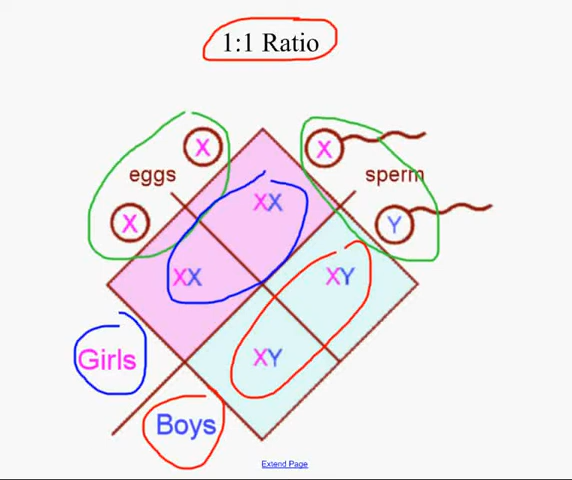 1:1 Ratio
X
X
eggs
sperm
X
Y
XX
XX
XY
Girls
XY
Boys
Extend Page